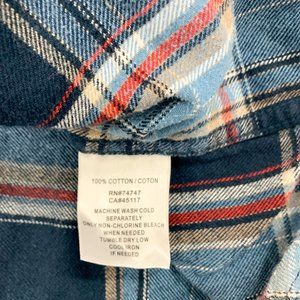 100% COTTON / COTON
RN#74747
CA#45117
MACHINE WASH COLD
SEPARATELY
ONLY NON-CHLORINE BLEACH
WHEN NEEDED
TUMBLE DRY LOW
COOL IRON
IF NEEDED